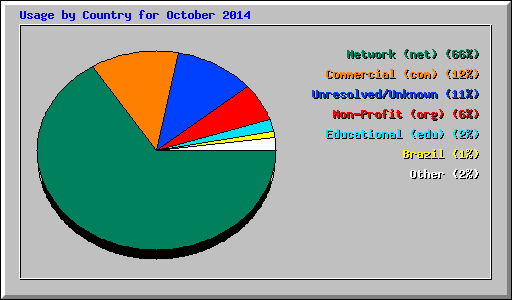 Usage by Country for October 2014
Network (net) (66%)
Commercial (com) (12%)
Unresolved/Unknown (11%)
Non-Profit (org) (6%)
Educational (edu) (2%)
Brazil (1%)
Other (2%)